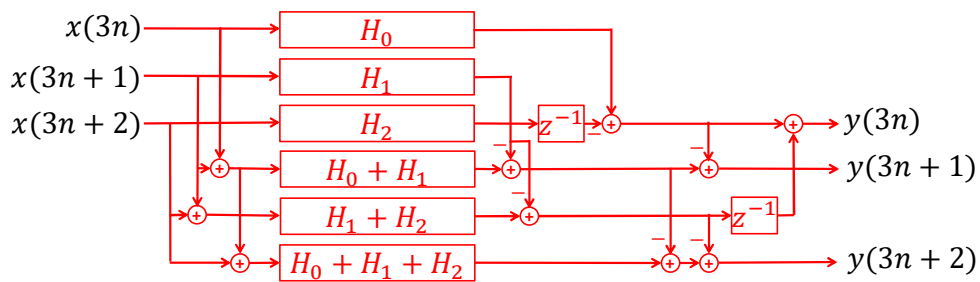 x(3n)
H₀
x(3n + 1)
H₁
x(3n + 2)
H₂
z⁻¹
−
+
+
y(3n)
−
−
+
H₀ + H₁
+
+
y(3n + 1)
−
+
H₁ + H₂
+
z⁻¹
−
−
+
H₀ + H₁ + H₂
+
+
y(3n + 2)